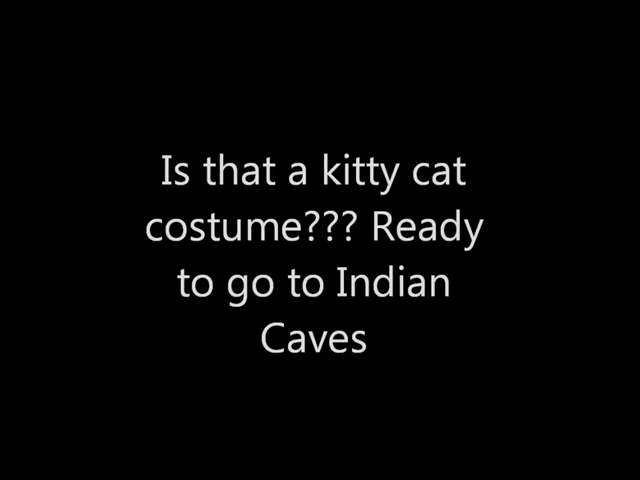 Is that a kitty cat
costume??? Ready
to go to Indian
Caves